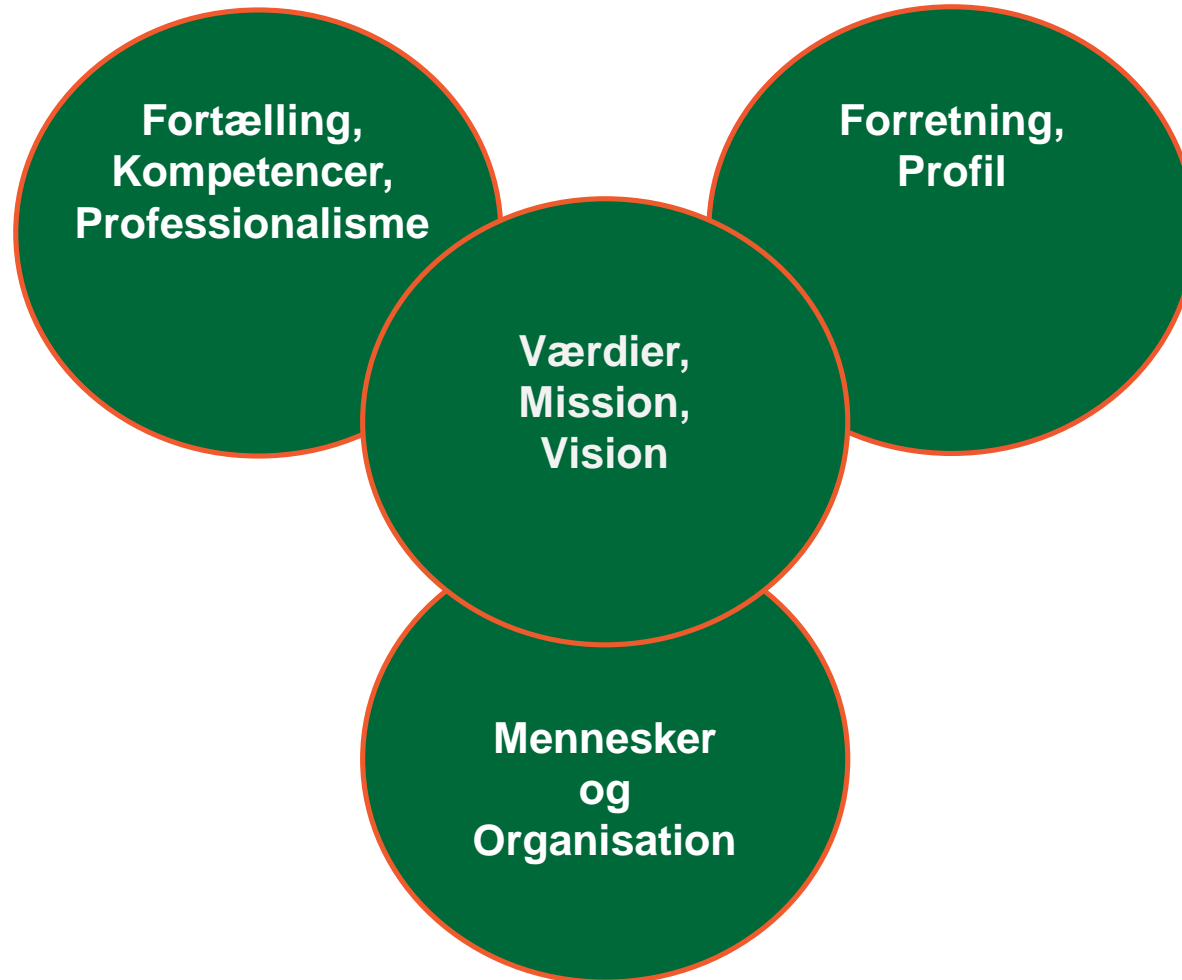 Fortælling,
Kompetencer,
Professionalisme
Forretning,
Profil
Værdier,
Mission,
Vision
Mennesker
og
Organisation